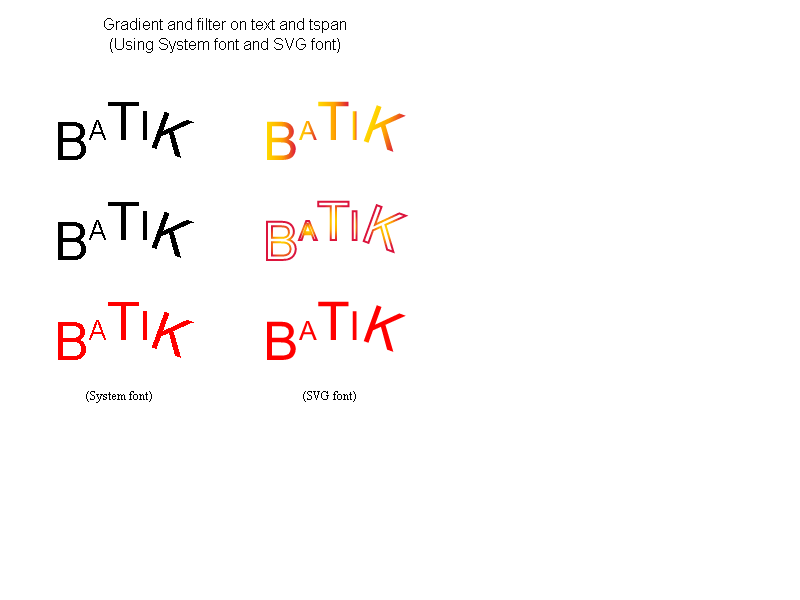 Gradient and filter on text and tspan
(Using System font and SVG font)
BATIK BATIK
BATIK BATIK
BATIK BATIK
(System font) (SVG font)